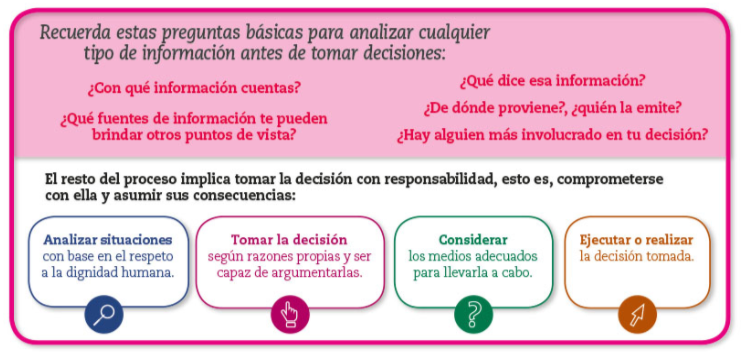 Recuerda estas preguntas básicas para analizar cualquier
tipo de información antes de tomar decisiones:
¿Con qué información cuentas?
¿Qué fuentes de información te pueden
brindar otros puntos de vista?
¿Qué dice esa información?
¿De dónde proviene?, ¿quién la emite?
¿Hay alguien más involucrado en tu decisión?
El resto del proceso implica tomar la decisión con responsabilidad, esto es, comprometerse
con ella y asumir sus consecuencias:
Analizar situaciones
con base en el respeto
a la dignidad humana.
Tomar la decisión
según razones propias y ser
capaz de argumentarlas.
Considerar
los medios adecuados
para llevarla a cabo.
Ejecutar o realizar
la decisión tomada.